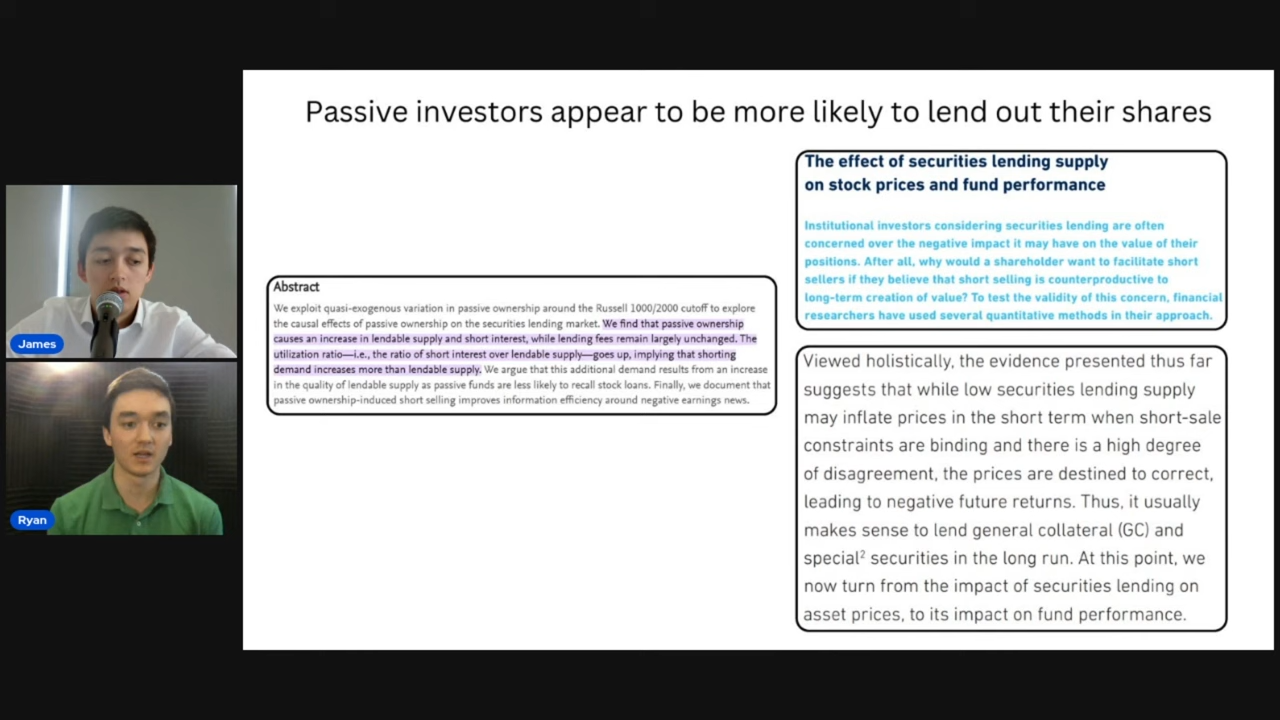 Passive investors appear to be more likely to lend out their shares
The effect of securities lending supply
on stock prices and fund performance
Institutional investors considering securities lending are often
concerned over the negative impact it may have on the value of their
positions. After all, why would a shareholder want to facilitate short
sellers if they believe that short selling is counterproductive to
long-term creation of value? To test the validity of this concern, financial
researchers have used several quantitative methods in their approach.
Abstract
We exploit quasi-exogenous variation in passive ownership around the Russell 1000/2000 cutoff to explore
the causal effects of passive ownership on the securities lending market. We find that passive ownership
causes an increase in lendable supply and short interest, while lending fees remain largely unchanged. The
utilization ratio—i.e., the ratio of short interest over lendable supply—goes up, implying that shorting
demand increases more than lendable supply. We argue that this additional demand results from an increase
in the quality of lendable supply as passive funds are less likely to recall stock loans. Finally, we document that
passive ownership-induced short selling improves information efficiency around negative earnings news.
Viewed holistically, the evidence presented thus far
suggests that while low securities lending supply
may inflate prices in the short term when short-sale
constraints are binding and there is a high degree
of disagreement, the prices are destined to correct,
leading to negative future returns. Thus, it usually
makes sense to lend general collateral (GC) and
special² securities in the long run. At this point, we
now turn from the impact of securities lending on
asset prices, to its impact on fund performance.
James
Ryan